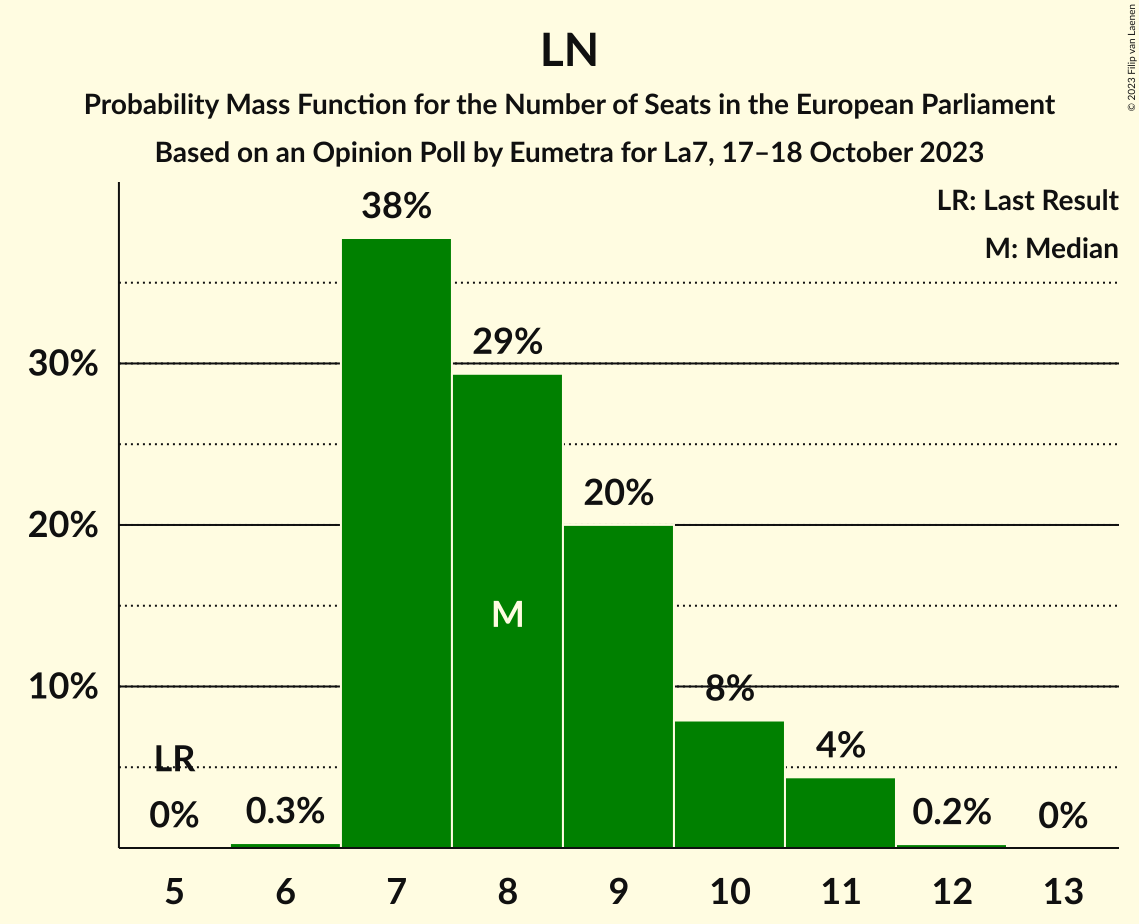 LN
Probability Mass Function for the Number of Seats in the European Parliament
Based on an Opinion Poll by Eumetra for La7, 17–18 October 2023
© 2023 Filip van Laenen
LR: Last Result
M: Median
38%
29%
30%
20%
20%
M
10%
8%
4%
LR
0%
0.3%
0.2%
0%
5 6 7 8 9 10 11 12 13